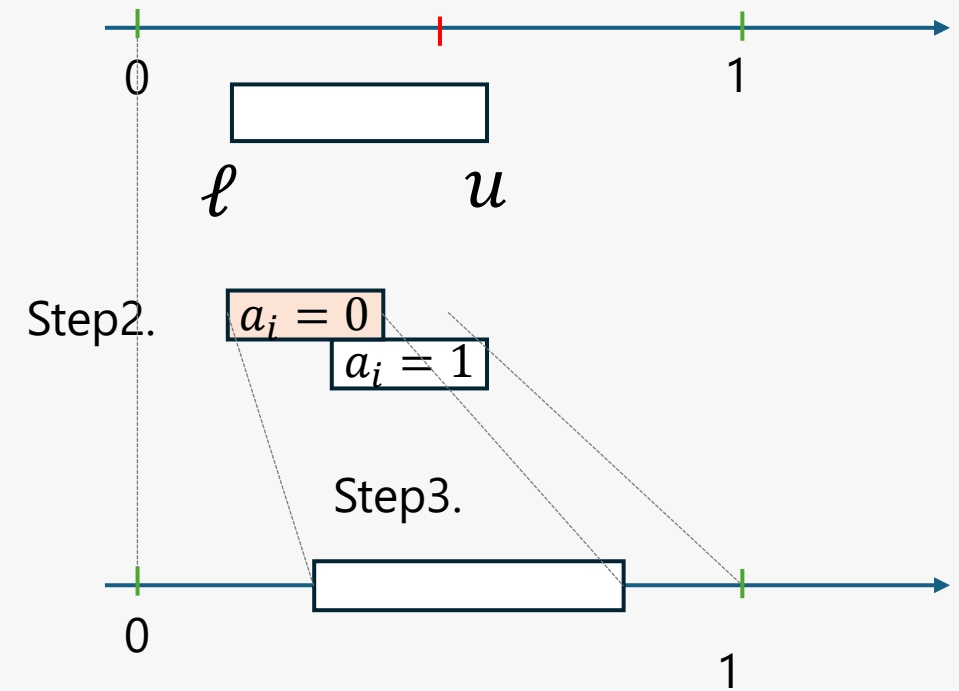 0 1
ℓ u
Step2.
a_i = 0
a_i = 1
Step3.
0
1